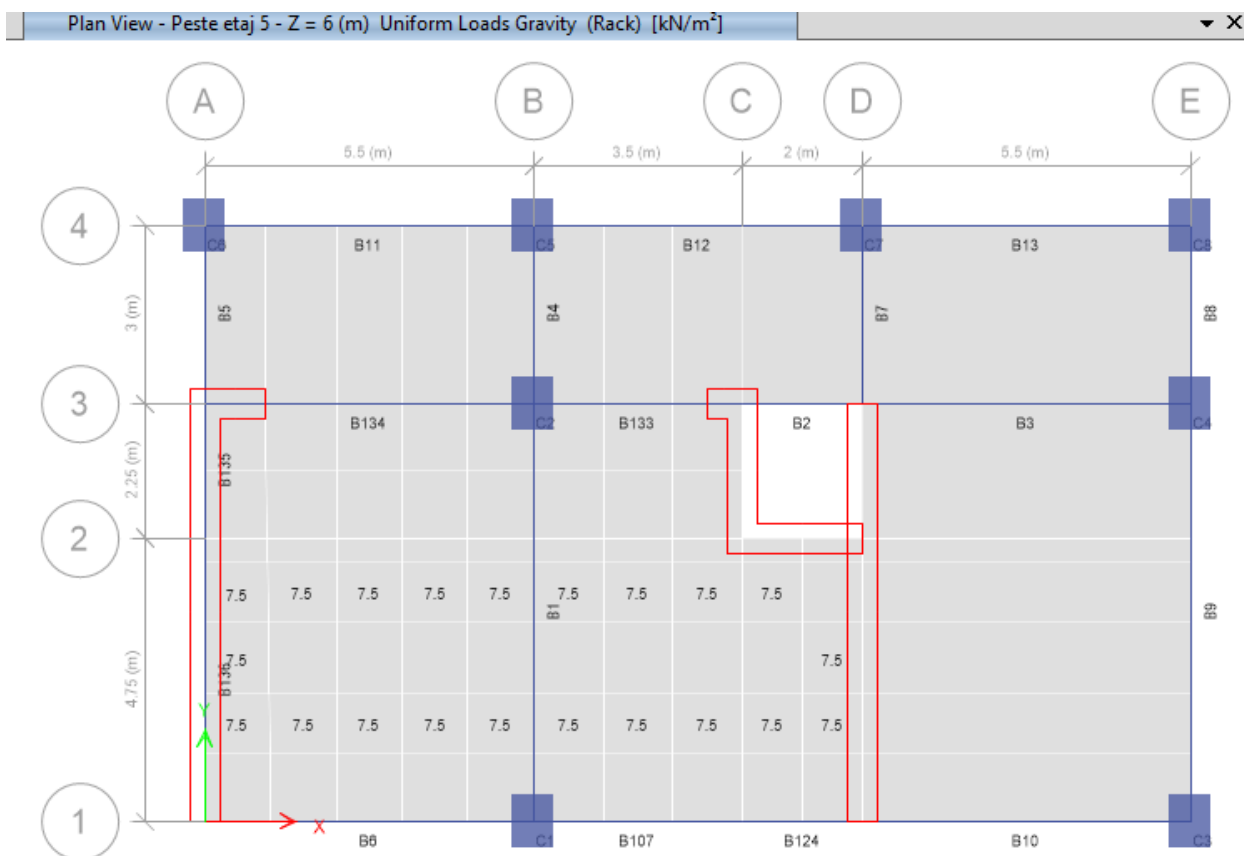 Plan View - Peste etaj 5 - Z = 6 (m) Uniform Loads Gravity (Rack) [kN/m²]
A B C D E
5.5 (m) 3.5 (m) 2 (m) 5.5 (m)
4
C6 B11 C5 B12 C7 B13 C8
3 (m) B5 B4 B7 B8
3
B134 C2 B133 B2 B3 C4
2.25 (m) B135
2
7.5 7.5 7.5 7.5 7.5 7.5 7.5 7.5 7.5
B1 B9
7.5 7.5
4.75 (m) B136
Y
7.5 7.5 7.5 7.5 7.5 7.5 7.5 7.5 7.5 7.5
1
X
B6 C1 B107 B124 B10 C3